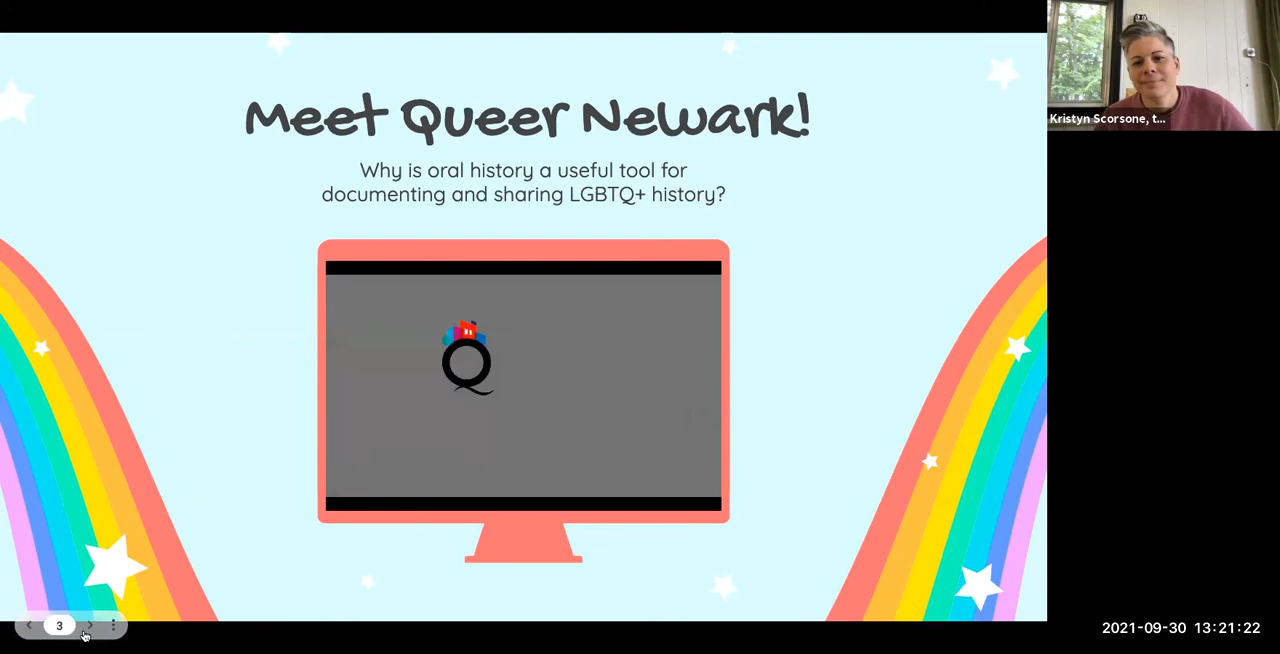 Meet Queer Newark!
Why is oral history a useful tool for
documenting and sharing LGBTQ+ history?
Q
Kristyn Scorsone, t...
3
2021-09-30 13:21:22